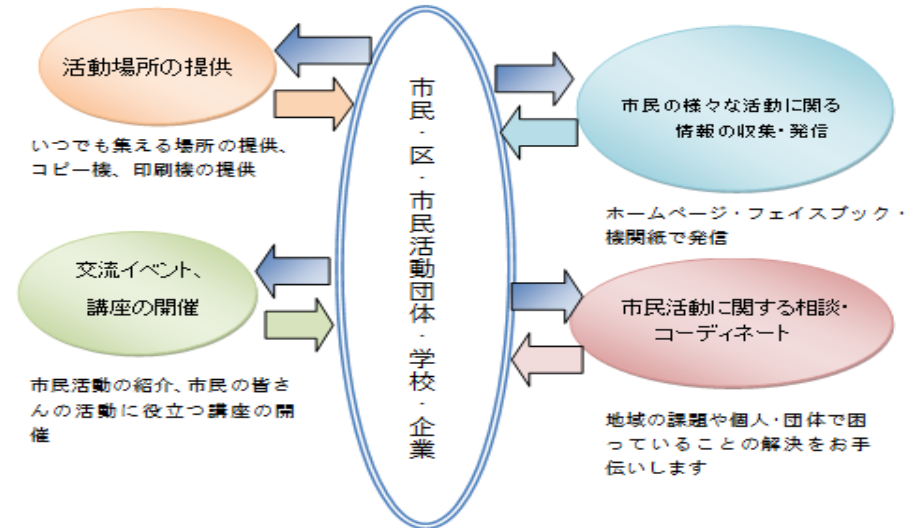 活動場所の提供
いつでも集える場所の提供、
コピー機、印刷機の提供
交流イベント、
講座の開催
市民活動の紹介、市民の皆さ
んの活動に役立つ講座の開
催
市民・区・市民活動団体・学校・企業
市民の様々な活動に関る
情報の収集・発信
ホームページ・フェイスブック・
機関紙で発信
市民活動に関する相談・
コーディネート
地域の課題や個人・団体で困
っていることの解決をお手
伝いします